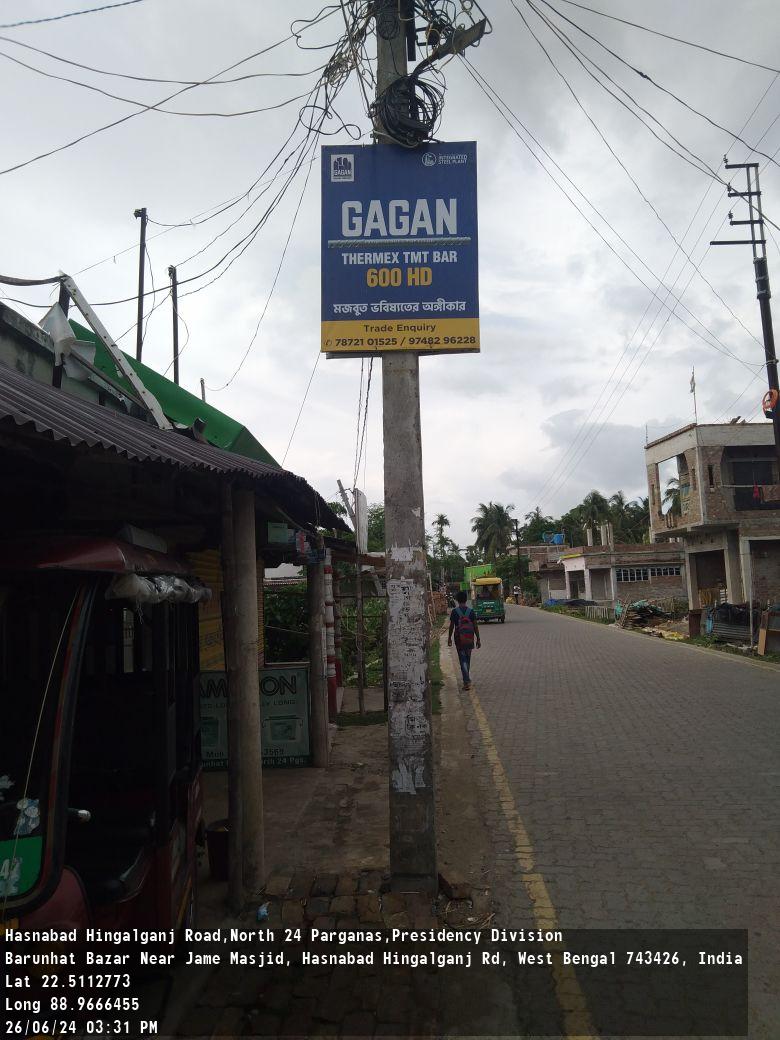 GAGAN
INTEGRATED
STEEL PLANT
GAGAN
THERMEX TMT BAR
600 HD
মজবুত ভবিষ্যতের অঙ্গীকার
Trade Enquiry
78721 01525 / 97482 96228
Hasnabad Hingalganj Road,North 24 Parganas,Presidency Division
Barunhat Bazar Near Jame Masjid, Hasnabad Hingalganj Rd, West Bengal 743426, India
Lat 22.5112773
Long 88.9666455
26/06/24 03:31 PM